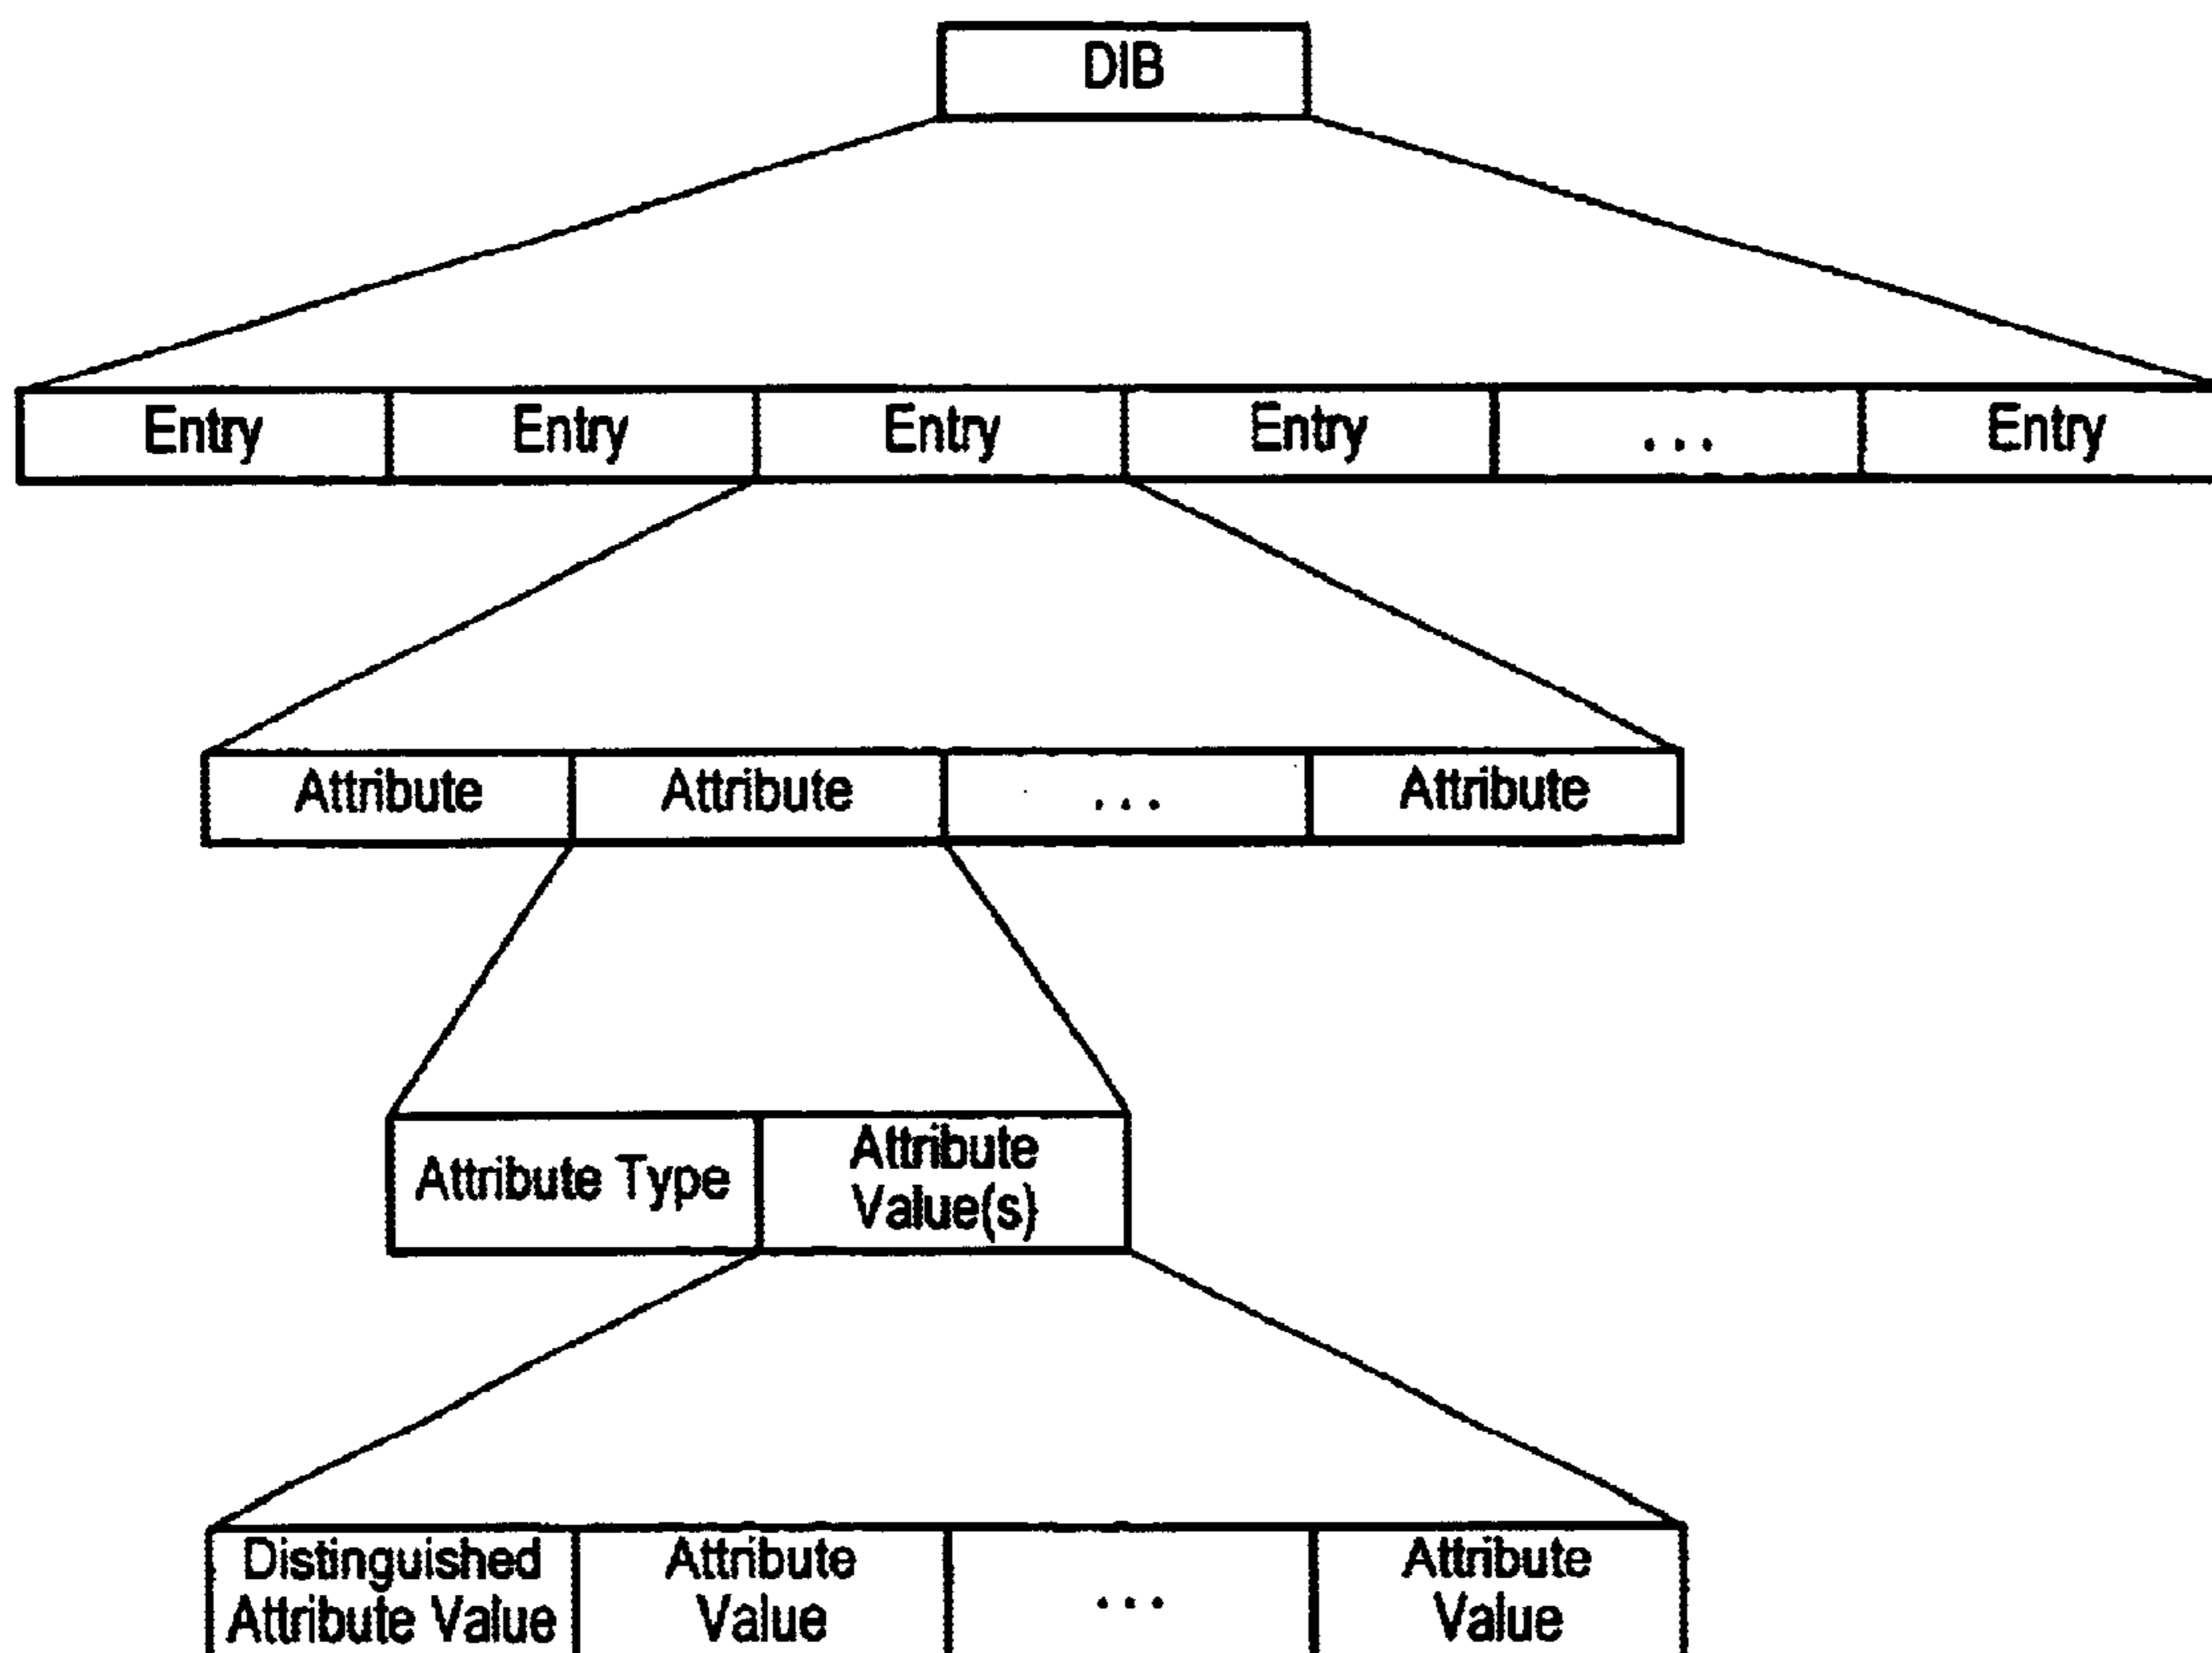 DIB
Entry Entry Entry Entry ... Entry
Attribute Attribute ... Attribute
Attribute Type Attribute
Value(s)
Distinguished
Attribute Value Attribute
Value ... Attribute
Value